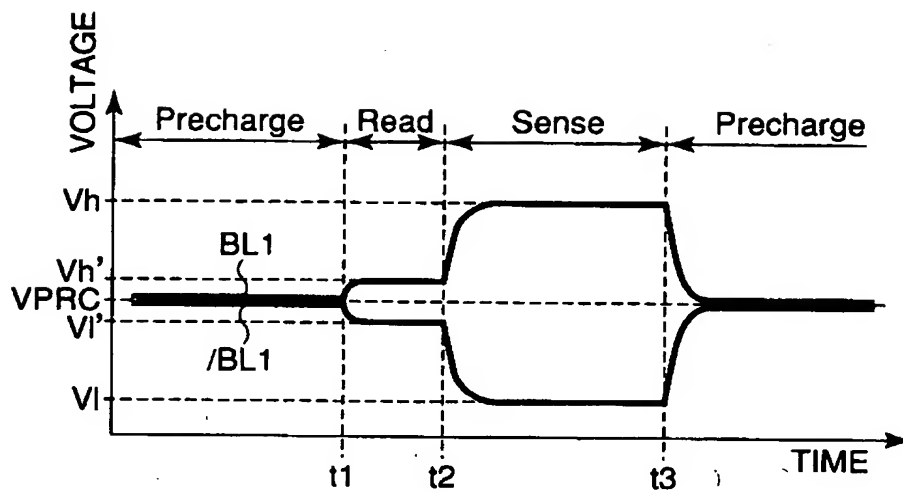 VOLTAGE
Precharge
Read
Sense
Precharge
Vh
BL1
Vh'
VPRC
Vl'
/BL1
Vl
t1
t2
t3
TIME